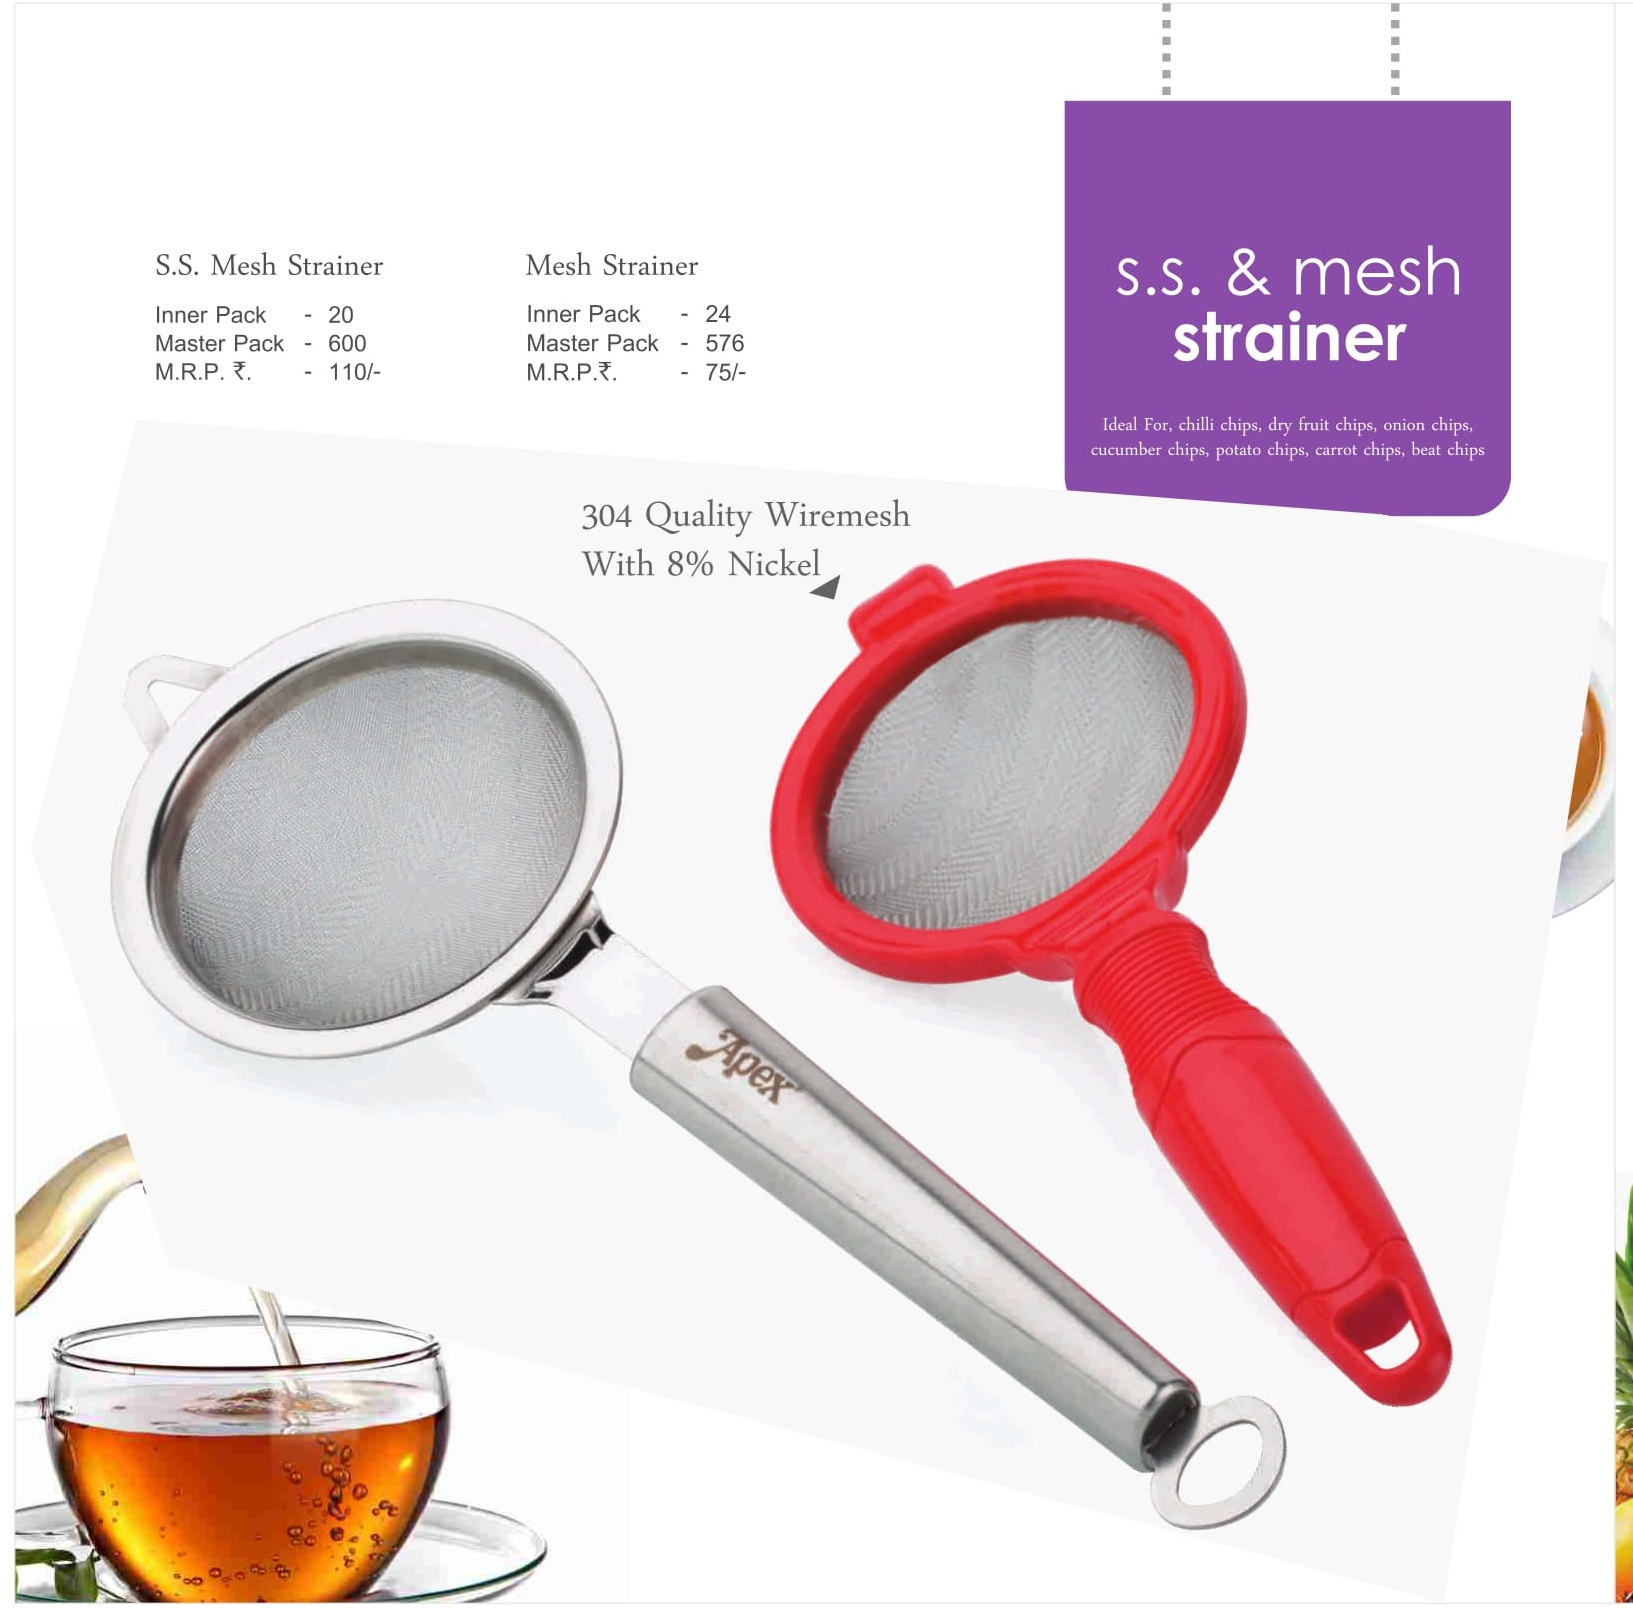 s.s. & mesh
strainer
Ideal For, chilli chips, dry fruit chips, onion chips,
cucumber chips, potato chips, carrot chips, beat chips
S.S. Mesh Strainer
Inner Pack - 20
Master Pack - 600
M.R.P. ₹. - 110/-
Mesh Strainer
Inner Pack - 24
Master Pack - 576
M.R.P.₹. - 75/-
304 Quality Wiremesh
With 8% Nickel
Apex